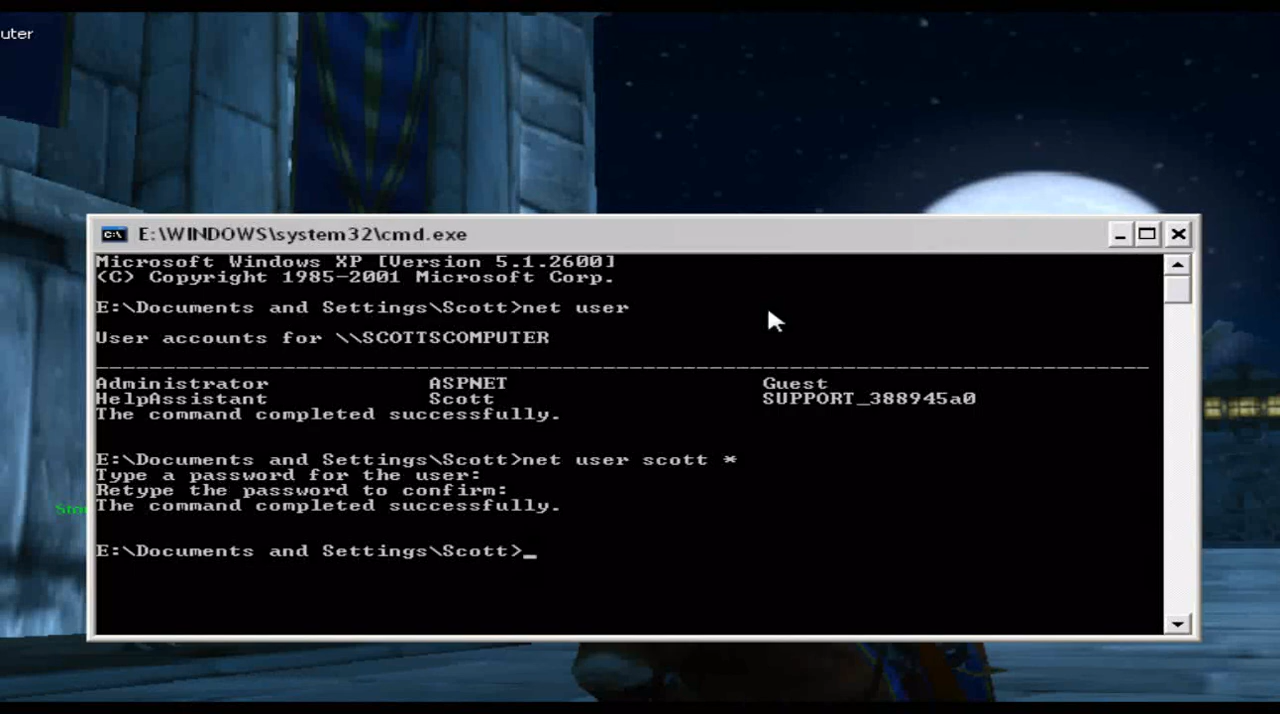 uter
E:\WINDOWS\system32\cmd.exe
Microsoft Windows XP [Version 5.1.2600]
(C) Copyright 1985-2001 Microsoft Corp.
E:\Documents and Settings\Scott>net user
User accounts for \\SCOTTSCOMPUTER
-------------------------------------------------------------------------------
Administrator ASPNET Guest
HelpAssistant Scott SUPPORT_388945a0
The command completed successfully.
E:\Documents and Settings\Scott>net user scott *
Type a password for the user:
Retype the password to confirm:
The command completed successfully.
E:\Documents and Settings\Scott>_